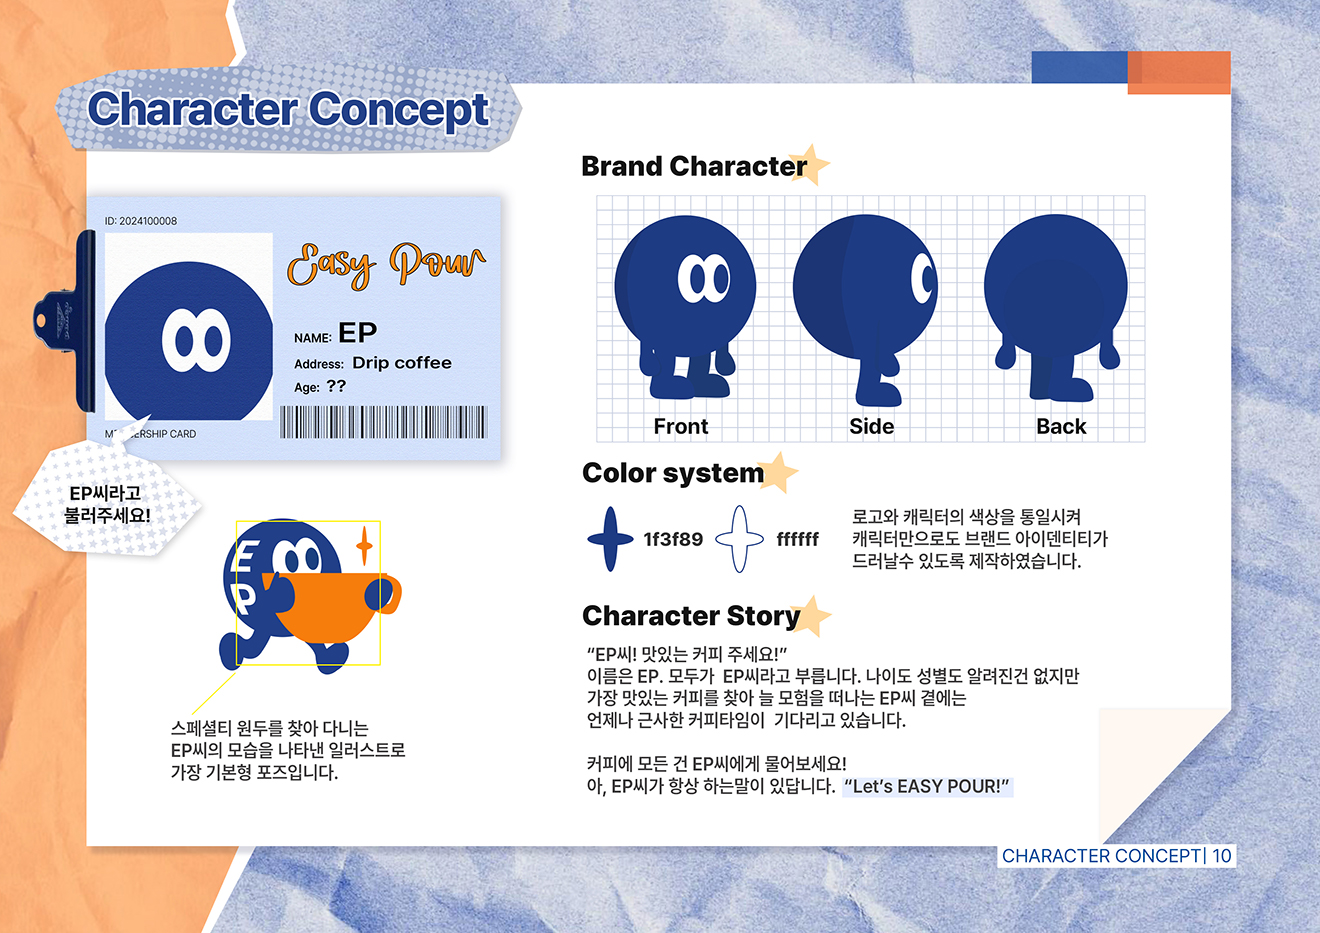 Character Concept
ID: 2024100008
Easy Pour
NAME: EP
Address: Drip coffee
Age: ??
CARD
EP씨라고
불러주세요!
EP
스페셜티 원두를 찾아 다니는
EP씨의 모습을 나타낸 일러스트로
가장 기본형 포즈입니다.
Brand Character
Front
Side
Back
Color system
1f3f89
ffffff
로고와 캐릭터의 색상을 통일시켜
캐릭터만으로도 브랜드 아이덴티티가
드러날수 있도록 제작하였습니다.
Character Story
“EP씨! 맛있는 커피 주세요!”
이름은 EP. 모두가 EP씨라고 부릅니다. 나이도 성별도 알려진건 없지만
가장 맛있는 커피를 찾아 늘 모험을 떠나는 EP씨 곁에는
언제나 근사한 커피타임이 기다리고 있습니다.
커피에 모든 건 EP씨에게 물어보세요!
아, EP씨가 항상 하는말이 있답니다. “Let’s EASY POUR!”
CHARACTER CONCEPT| 10